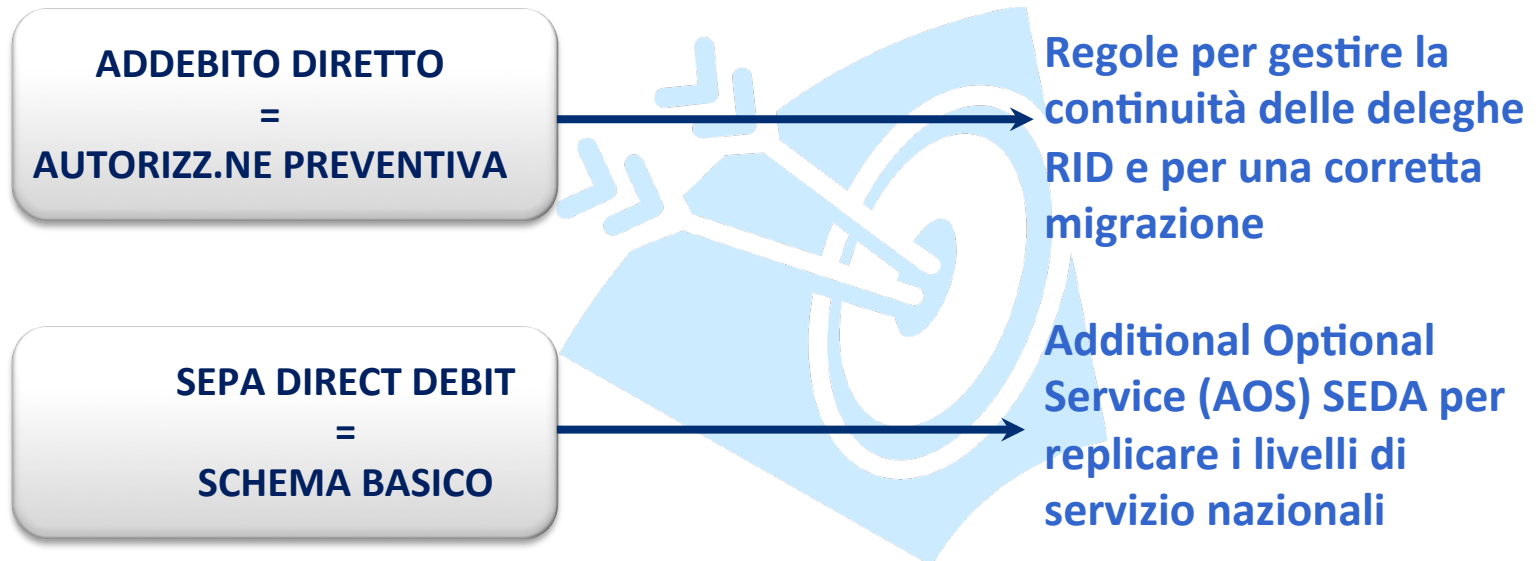 ADDEBITO DIRETTO
=
AUTORIZZ.NE PREVENTIVA
Regole per gestire la
continuità delle deleghe
RID e per una corretta
migrazione
SEPA DIRECT DEBIT
=
SCHEMA BASICO
Additional Optional
Service (AOS) SEDA per
replicare i livelli di
servizio nazionali